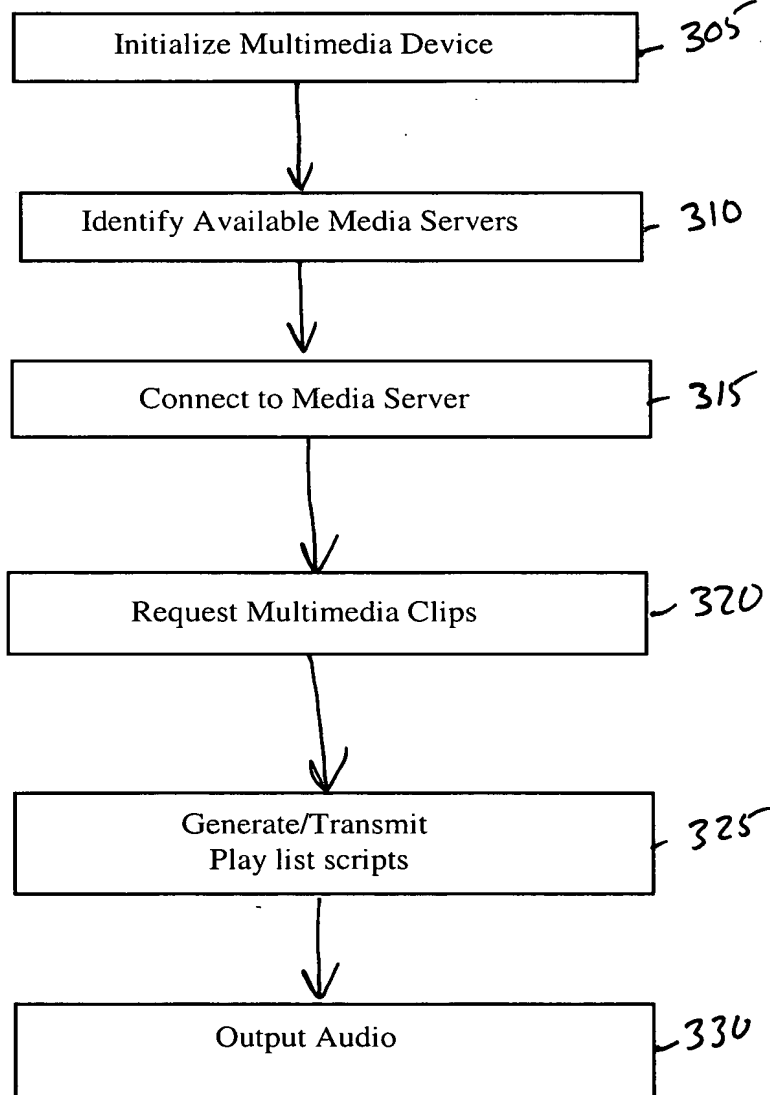 Initialize Multimedia Device 305
Identify Available Media Servers 310
Connect to Media Server 315
Request Multimedia Clips 320
Generate/Transmit
Play list scripts 325
Output Audio 330